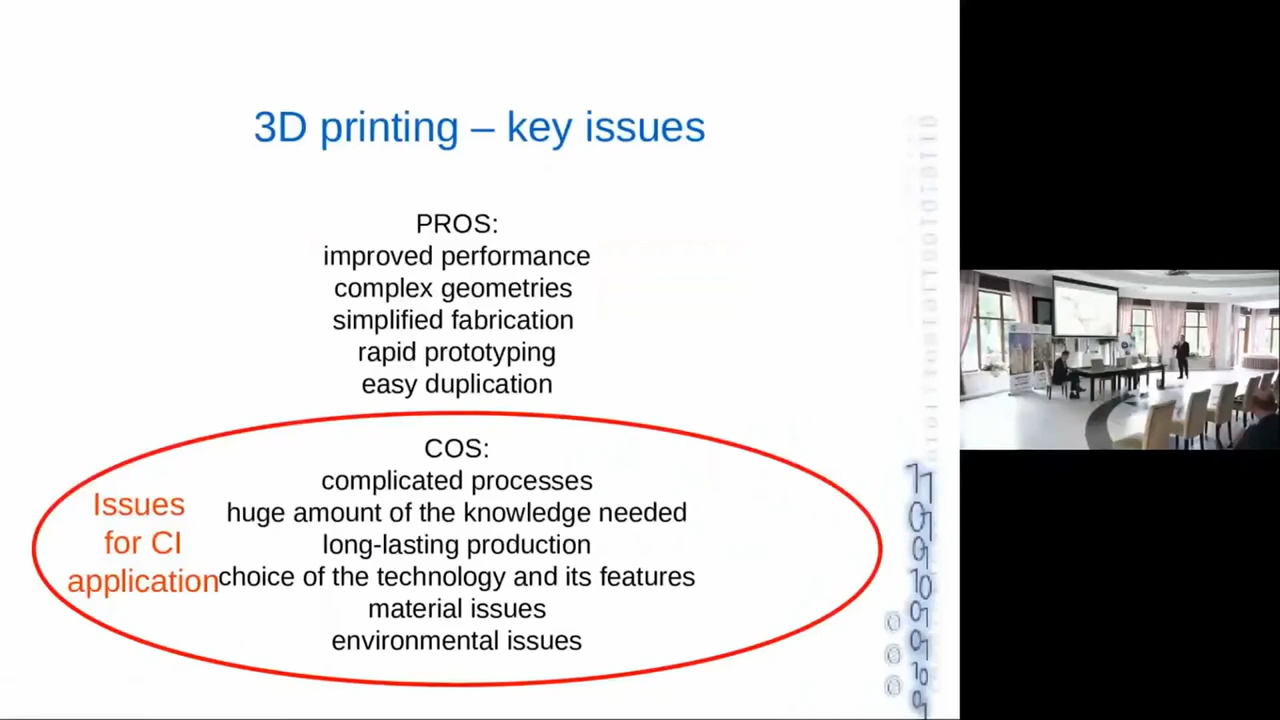 3D printing – key issues
PROS:
improved performance
complex geometries
simplified fabrication
rapid prototyping
easy duplication
COS:
complicated processes
huge amount of the knowledge needed
long-lasting production
choice of the technology and its features
material issues
environmental issues
Issues
for CI
application